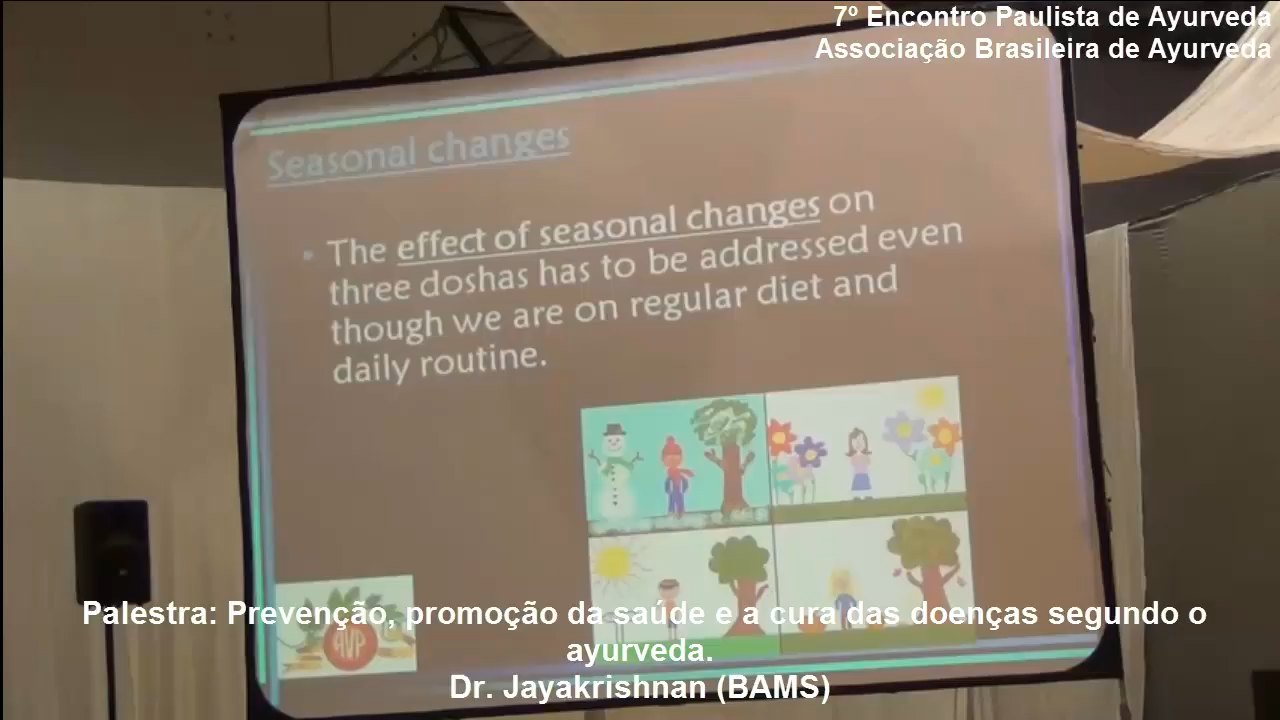 7º Encontro Paulista de Ayurveda
Associação Brasileira de Ayurveda
Seasonal changes
The effect of seasonal changes on
three doshas has to be addressed even
though we are on regular diet and
daily routine.
AVP
Palestra: Prevenção, promoção da saúde e a cura das doenças segundo o
ayurveda.
Dr. Jayakrishnan (BAMS)